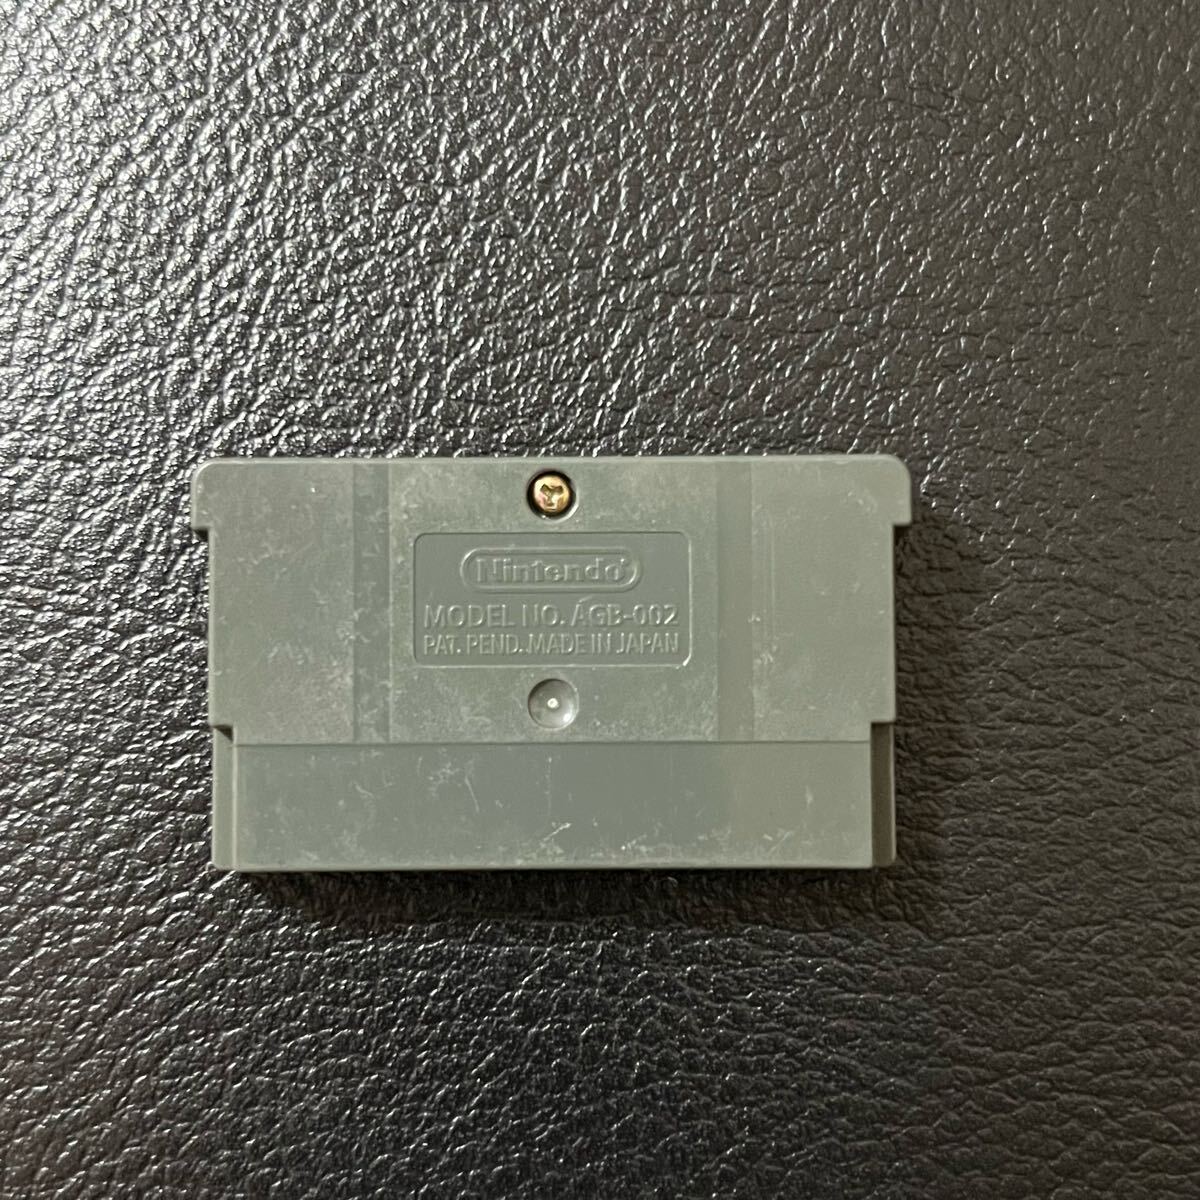 Nintendo
MODEL NO. AGB-002
PAT. PEND. MADE IN JAPAN